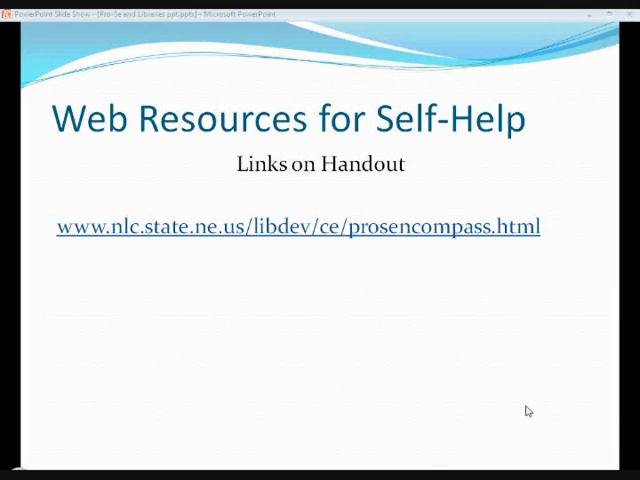 PowerPoint Slide Show - [Pro-Se and Libraries ppt.pptx] - Microsoft PowerPoint
Web Resources for Self-Help
Links on Handout
www.nlc.state.ne.us/libdev/ce/prosencompass.html